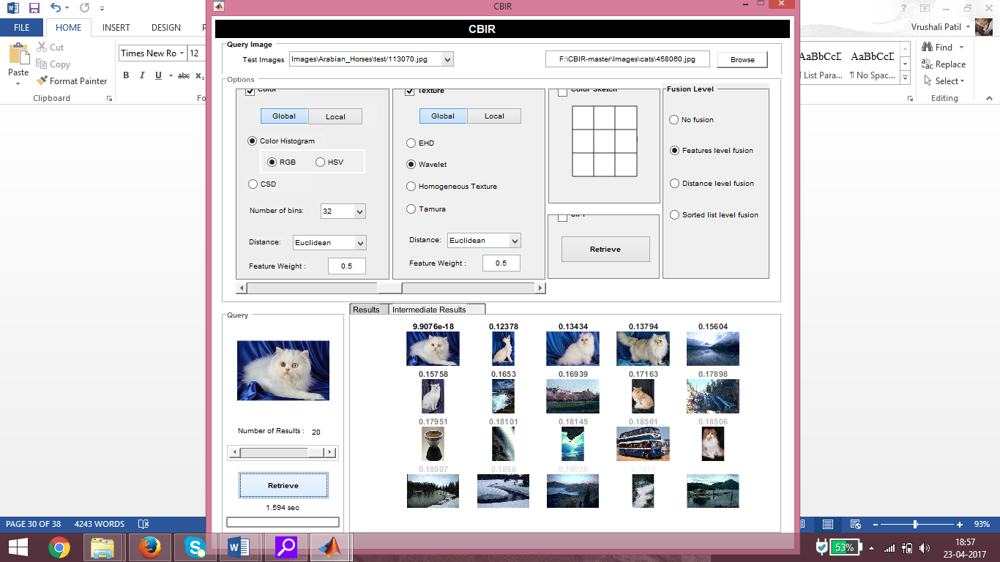 CBIR
FILE HOME INSERT DESIGN
Vrushali Patil
Cut
Copy
Format Painter
Paste
Clipboard
Times New Ro 12
B I U abc
AaBbCcD AaBbCcD
¶ List Para... ¶ No Spac...
Find
Replace
Select
Editing
CBIR
Query Image
Test Images Images\Arabian_Horses\test/113070.jpg F:\CBIR-master\Images\cats\458060.jpg Browse
Options
Color
Global Local
Color Histogram
RGB HSV
CSD
Number of bins: 32
Distance: Euclidean
Feature Weight : 0.5
Texture
Global Local
EHD
Wavelet
Homogeneous Texture
Tamura
Distance: Euclidean
Feature Weight : 0.5
Color Sketch
Retrieve
Fusion Level
No fusion
Features level fusion
Distance level fusion
Sorted list level fusion
Query
Number of Results : 20
Retrieve
1.594 sec
Results Intermediate Results
9.9076e-18 0.12378 0.13434 0.13794 0.15604
0.15758 0.1653 0.16939 0.17163 0.17898
0.17951 0.18101 0.18145 0.18501 0.18506
0.18907 0.1898 0.19026 0.1915
PAGE 30 OF 38 4243 WORDS
93%
53%
18:57
23-04-2017